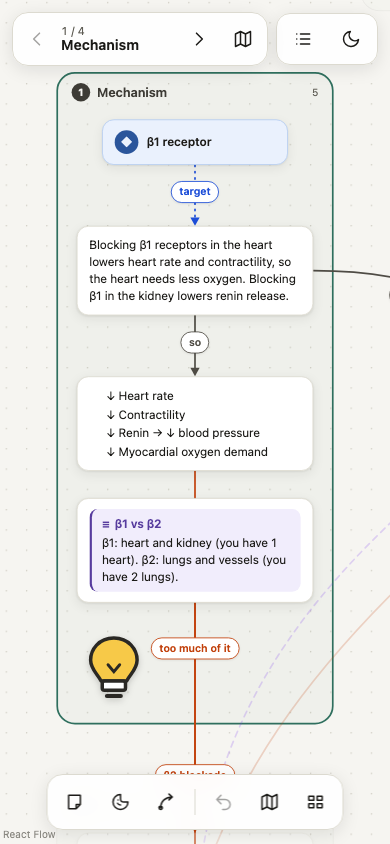 1 / 4
Mechanism
1 Mechanism 5
β1 receptor
target
Blocking β1 receptors in the heart
lowers heart rate and contractility, so
the heart needs less oxygen. Blocking
β1 in the kidney lowers renin release.
so
↓ Heart rate
↓ Contractility
↓ Renin → ↓ blood pressure
↓ Myocardial oxygen demand
≡ β1 vs β2
β1: heart and kidney (you have 1
heart). β2: lungs and vessels (you
have 2 lungs).
too much of it
React Flow